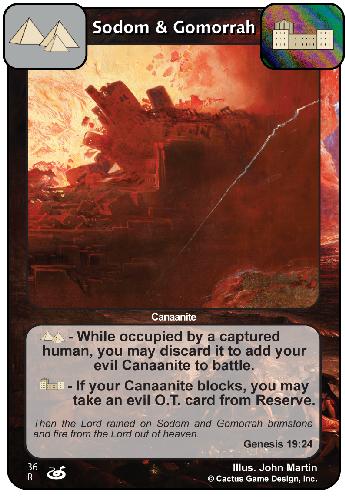 Sodom & Gomorrah
Canaanite
- While occupied by a captured
human, you may discard it to add your
evil Canaanite to battle.
- If your Canaanite blocks, you may
take an evil O.T. card from Reserve.
Then the Lord rained on Sodom and Gomorrah brimstone
and fire from the Lord out of heaven.
Genesis 19:24
36
R
Illus. John Martin
© Cactus Game Design, Inc.